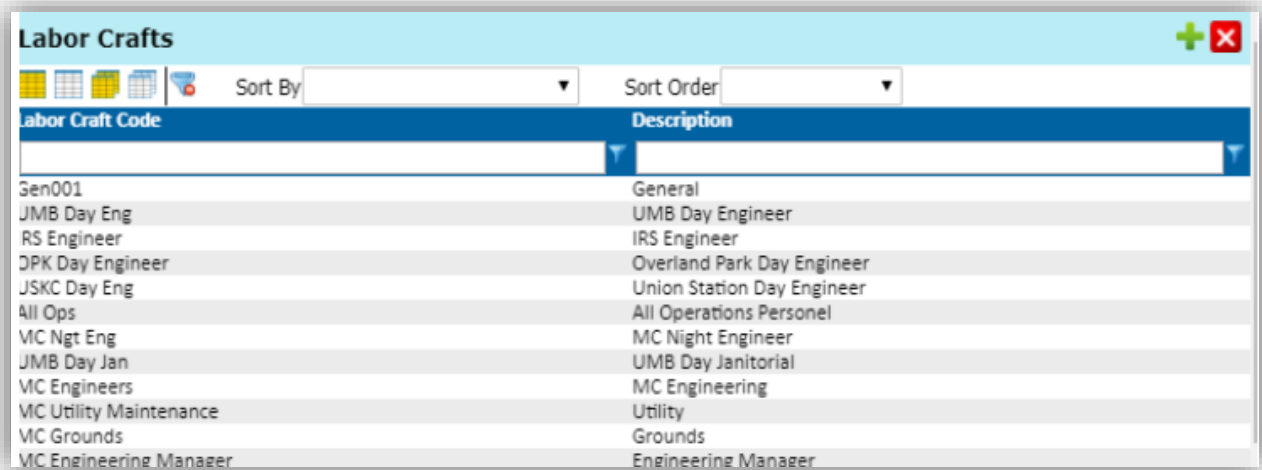 Labor Crafts
Sort By Sort Order
Labor Craft Code Description
Gen001 General
UMB Day Eng UMB Day Engineer
IRS Engineer IRS Engineer
OPK Day Engineer Overland Park Day Engineer
USKC Day Eng Union Station Day Engineer
All Ops All Operations Personel
MC Ngt Eng MC Night Engineer
UMB Day Jan UMB Day Janitorial
MC Engineers MC Engineering
MC Utility Maintenance Utility
MC Grounds Grounds
MC Engineering Manager Engineering Manager